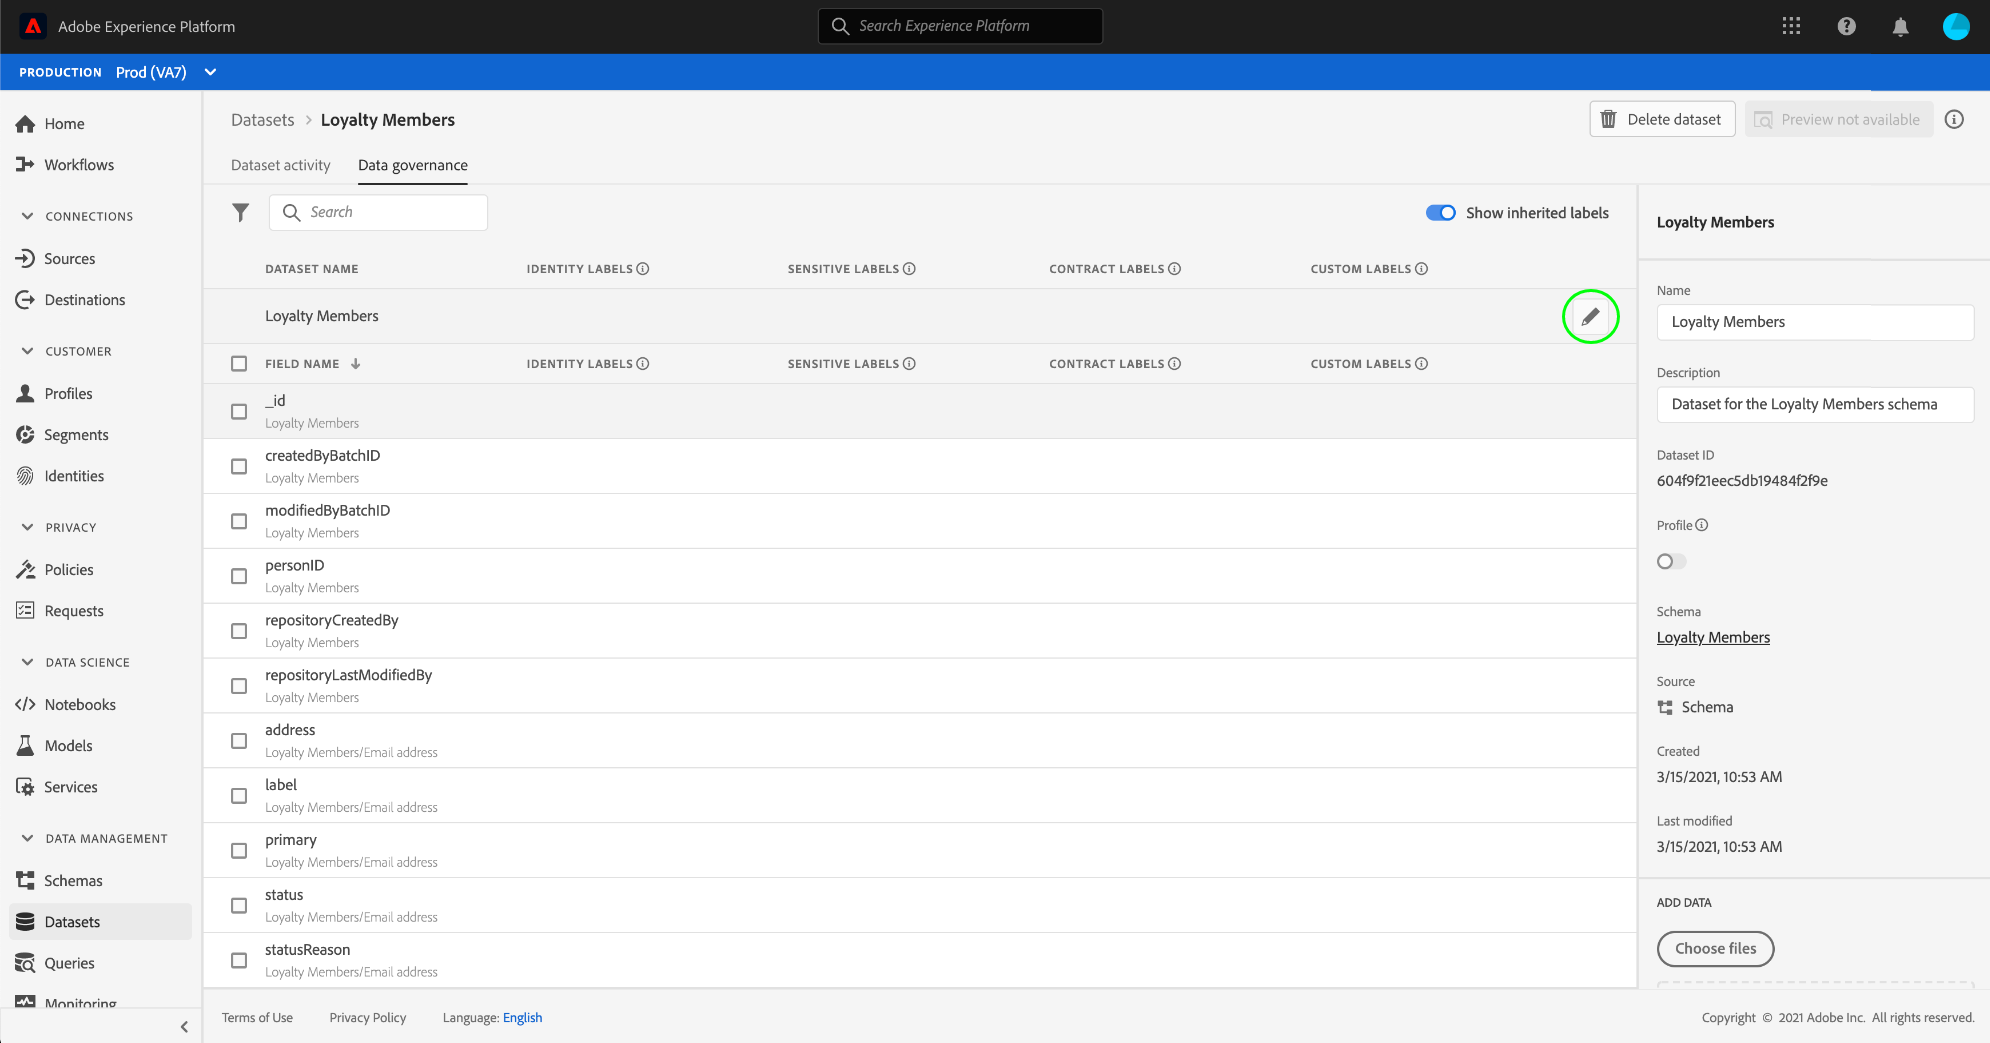 Adobe Experience Platform
Search Experience Platform
PRODUCTION Prod (VA7)
Home
Workflows
CONNECTIONS
Sources
Destinations
CUSTOMER
Profiles
Segments
Identities
PRIVACY
Policies
Requests
DATA SCIENCE
Notebooks
Models
Services
DATA MANAGEMENT
Schemas
Datasets
Queries
Monitoring
Datasets > Loyalty Members
Delete dataset
Preview not available
Dataset activity Data governance
Search
Show inherited labels
DATASET NAME IDENTITY LABELS SENSITIVE LABELS CONTRACT LABELS CUSTOM LABELS
Loyalty Members
FIELD NAME IDENTITY LABELS SENSITIVE LABELS CONTRACT LABELS CUSTOM LABELS
_id
Loyalty Members
createdByBatchID
Loyalty Members
modifiedByBatchID
Loyalty Members
personID
Loyalty Members
repositoryCreatedBy
Loyalty Members
repositoryLastModifiedBy
Loyalty Members
address
Loyalty Members/Email address
label
Loyalty Members/Email address
primary
Loyalty Members/Email address
status
Loyalty Members/Email address
statusReason
Loyalty Members/Email address
Loyalty Members
Name
Loyalty Members
Description
Dataset for the Loyalty Members schema
Dataset ID
604f9f21eec5db19484f2f9e
Profile
Schema
Loyalty Members
Source
Schema
Created
3/15/2021, 10:53 AM
Last modified
3/15/2021, 10:53 AM
ADD DATA
Choose files
Terms of Use Privacy Policy Language: English
Copyright © 2021 Adobe Inc. All rights reserved.